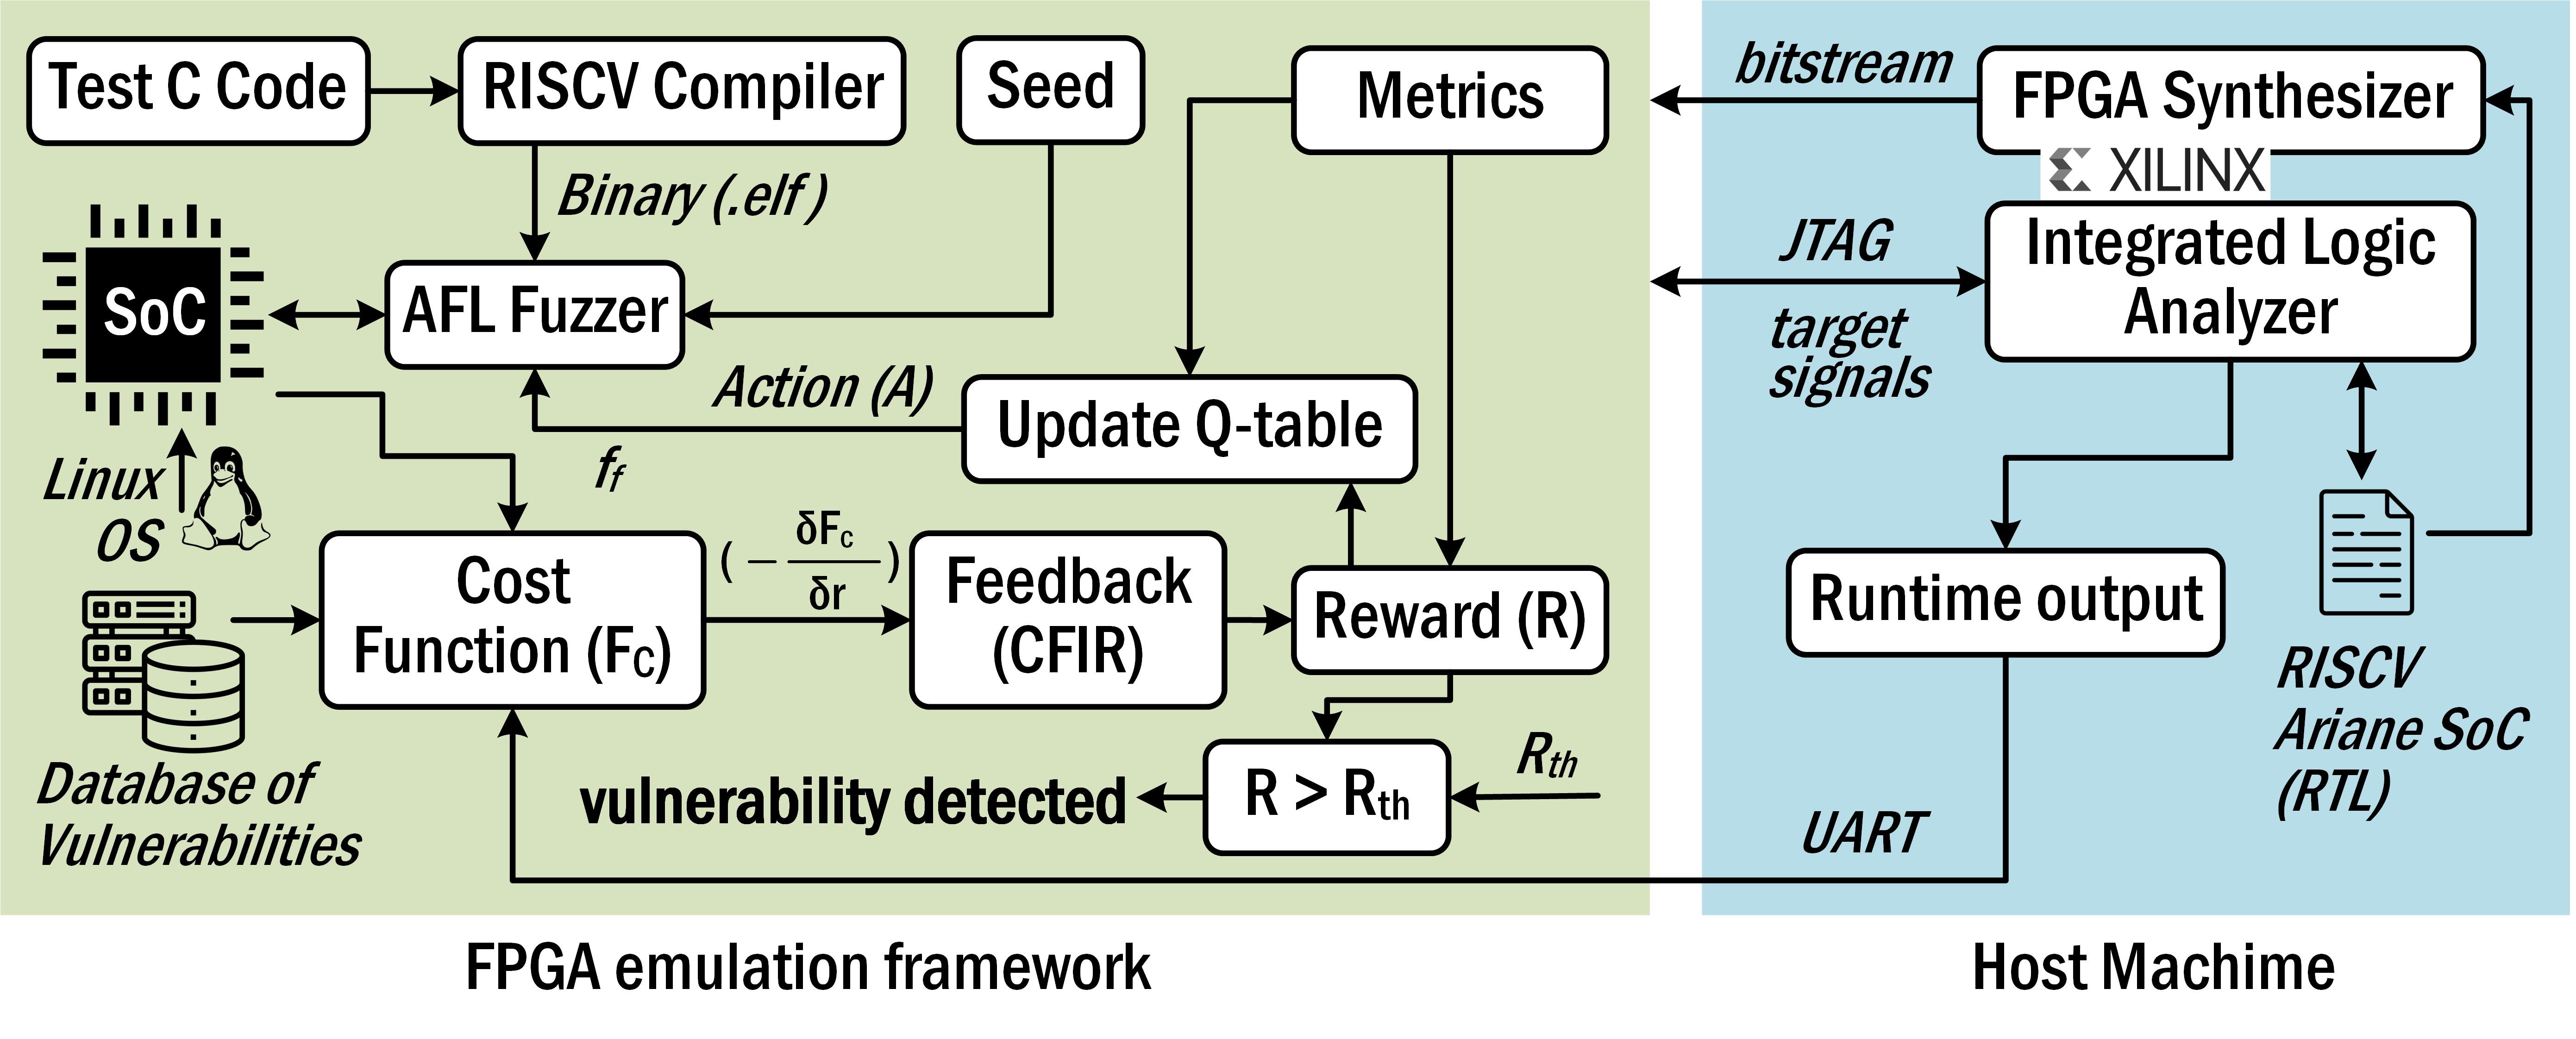 Test C Code
RISCV Compiler
Seed
Metrics
bitstream
FPGA Synthesizer
XILINX
Binary (.elf )
SoC
AFL Fuzzer
JTAG
target
signals
Integrated Logic
Analyzer
Action (A)
Update Q-table
Linux
OS
ff
Cost
Function (FC)
( − δFc / δr )
Feedback
(CFIR)
Reward (R)
Runtime output
RISCV
Ariane SoC
(RTL)
Database of
Vulnerabilities
vulnerability detected
R > Rth
Rth
UART
FPGA emulation framework
Host Machime